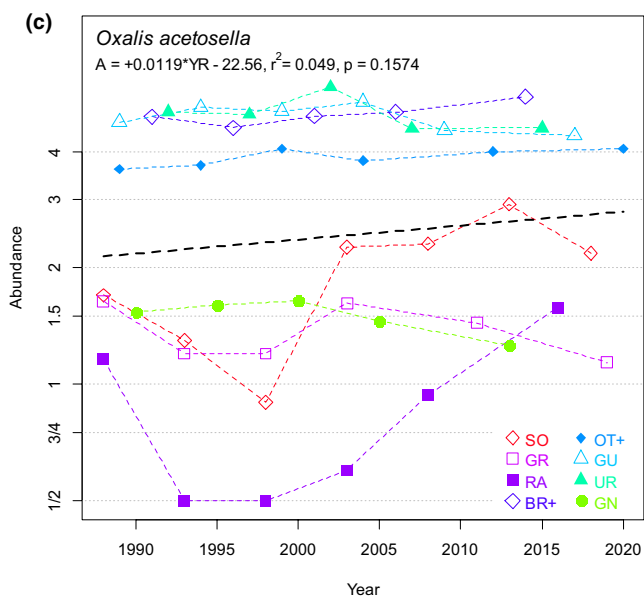 (c)
Oxalis acetosella
A = +0.0119*YR - 22.56, r²= 0.049, p = 0.1574
Abundance
4
3
2
1.5
1
3/4
1/2
SO
GR
RA
BR+
OT+
GU
UR
GN
1990 1995 2000 2005 2010 2015 2020
Year